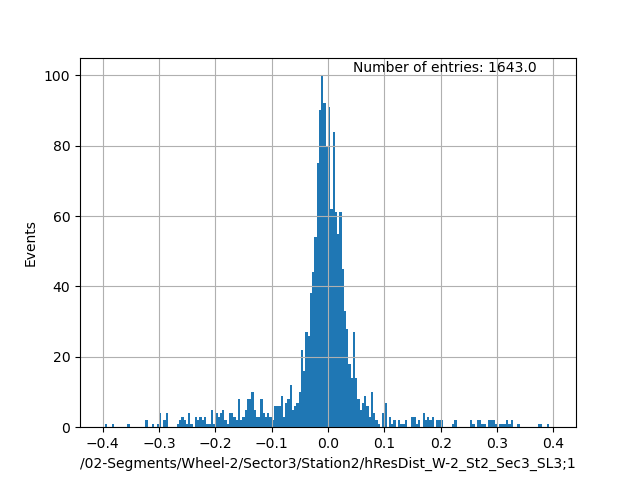 Number of entries: 1643.0
100
80
60
40
20
0
Events
−0.4 −0.3 −0.2 −0.1 0.0 0.1 0.2 0.3 0.4
/02-Segments/Wheel-2/Sector3/Station2/hResDist_W-2_St2_Sec3_SL3;1